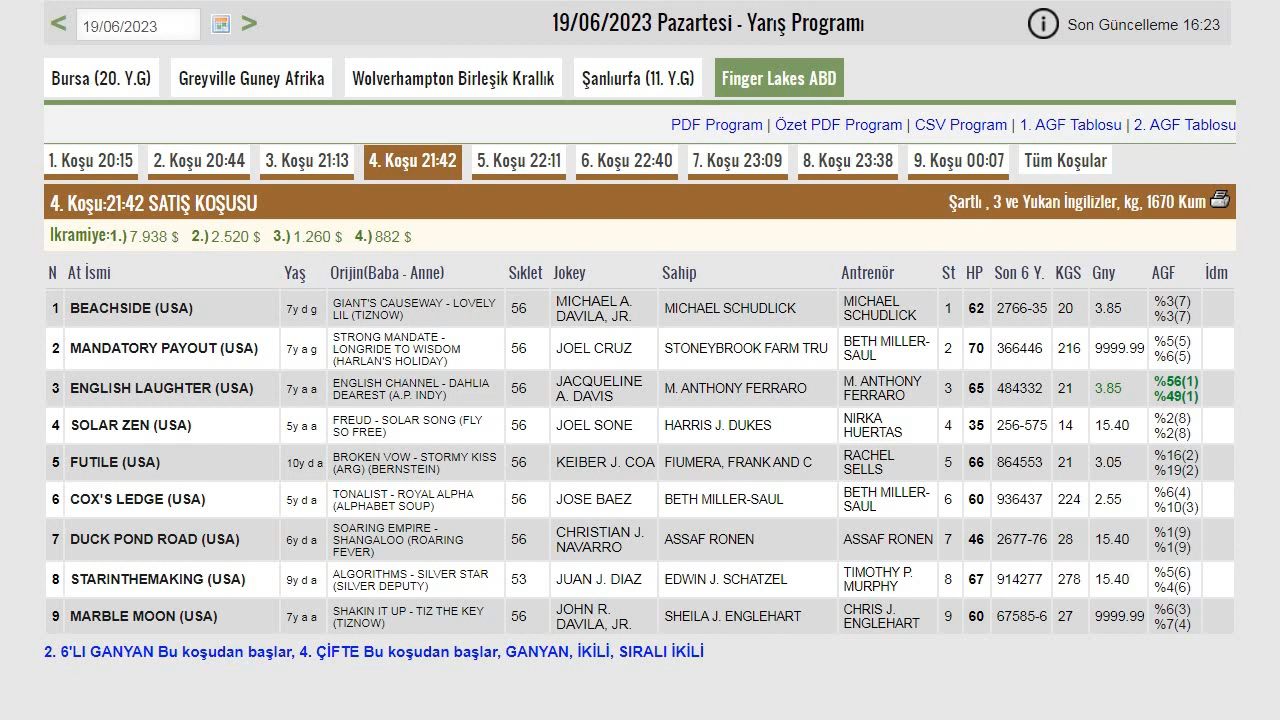 < 19/06/2023 > 19/06/2023 Pazartesi - Yarış Programı Son Güncelleme 16:23
Bursa (20. Y.G) Greyville Guney Afrika Wolverhampton Birleşik Krallık Şanlıurfa (11. Y.G) Finger Lakes ABD
PDF Program | Özet PDF Program | CSV Program | 1. AGF Tablosu | 2. AGF Tablosu
1. Koşu 20:15 2. Koşu 20:44 3. Koşu 21:13 4. Koşu 21:42 5. Koşu 22:11 6. Koşu 22:40 7. Koşu 23:09 8. Koşu 23:38 9. Koşu 00:07 Tüm Koşular
4. Koşu:21:42 SATIŞ KOŞUSU Şartlı , 3 ve Yukarı İngilizler, kg, 1670 Kum
İkramiye:1.) 7.938 $ 2.) 2.520 $ 3.) 1.260 $ 4.) 882 $
N At İsmi Yaş Orijin(Baba - Anne) Sıklet Jokey Sahip Antrenör St HP Son 6 Y. KGS Gny AGF İdm
1 BEACHSIDE (USA) 7y d g GIANT'S CAUSEWAY - LOVELY LIL (TIZNOW) 56 MICHAEL A. DAVILA, JR. MICHAEL SCHUDLICK MICHAEL SCHUDLICK 1 62 2766-35 20 3.85 %3(7) %3(7)
2 MANDATORY PAYOUT (USA) 7y a g STRONG MANDATE - LONGRIDE TO WISDOM (HARLAN'S HOLIDAY) 56 JOEL CRUZ STONEYBROOK FARM TRU BETH MILLER-SAUL 2 70 366446 216 9999.99 %5(5) %6(5)
3 ENGLISH LAUGHTER (USA) 7y a a ENGLISH CHANNEL - DAHLIA DEAREST (A.P. INDY) 56 JACQUELINE A. DAVIS M. ANTHONY FERRARO M. ANTHONY FERRARO 3 65 484332 21 3.85 %56(1) %49(1)
4 SOLAR ZEN (USA) 5y a a FREUD - SOLAR SONG (FLY SO FREE) 56 JOEL SONE HARRIS J. DUKES NIRKA HUERTAS 4 35 256-575 14 15.40 %2(8) %2(8)
5 FUTILE (USA) 10y d a BROKEN VOW - STORMY KISS (ARG) (BERNSTEIN) 56 KEIBER J. COA FIUMERA, FRANK AND C RACHEL SELLS 5 66 864553 21 3.05 %16(2) %19(2)
6 COX'S LEDGE (USA) 5y d a TONALIST - ROYAL ALPHA (ALPHABET SOUP) 56 JOSE BAEZ BETH MILLER-SAUL BETH MILLER-SAUL 6 60 936437 224 2.55 %6(4) %10(3)
7 DUCK POND ROAD (USA) 6y d a SOARING EMPIRE - SHANGALOO (ROARING FEVER) 56 CHRISTIAN J. NAVARRO ASSAF RONEN ASSAF RONEN 7 46 2677-76 28 15.40 %1(9) %1(9)
8 STARINTHEMAKING (USA) 9y d a ALGORITHMS - SILVER STAR (SILVER DEPUTY) 53 JUAN J. DIAZ EDWIN J. SCHATZEL TIMOTHY P. MURPHY 8 67 914277 278 15.40 %5(6) %4(6)
9 MARBLE MOON (USA) 7y a a SHAKIN IT UP - TIZ THE KEY (TIZNOW) 56 JOHN R. DAVILA, JR. SHEILA J. ENGLEHART CHRIS J. ENGLEHART 9 60 67585-6 27 9999.99 %6(3) %7(4)
2. 6'LI GANYAN Bu koşudan başlar, 4. ÇİFTE Bu koşudan başlar, GANYAN, İKİLİ, SIRALI İKİLİ